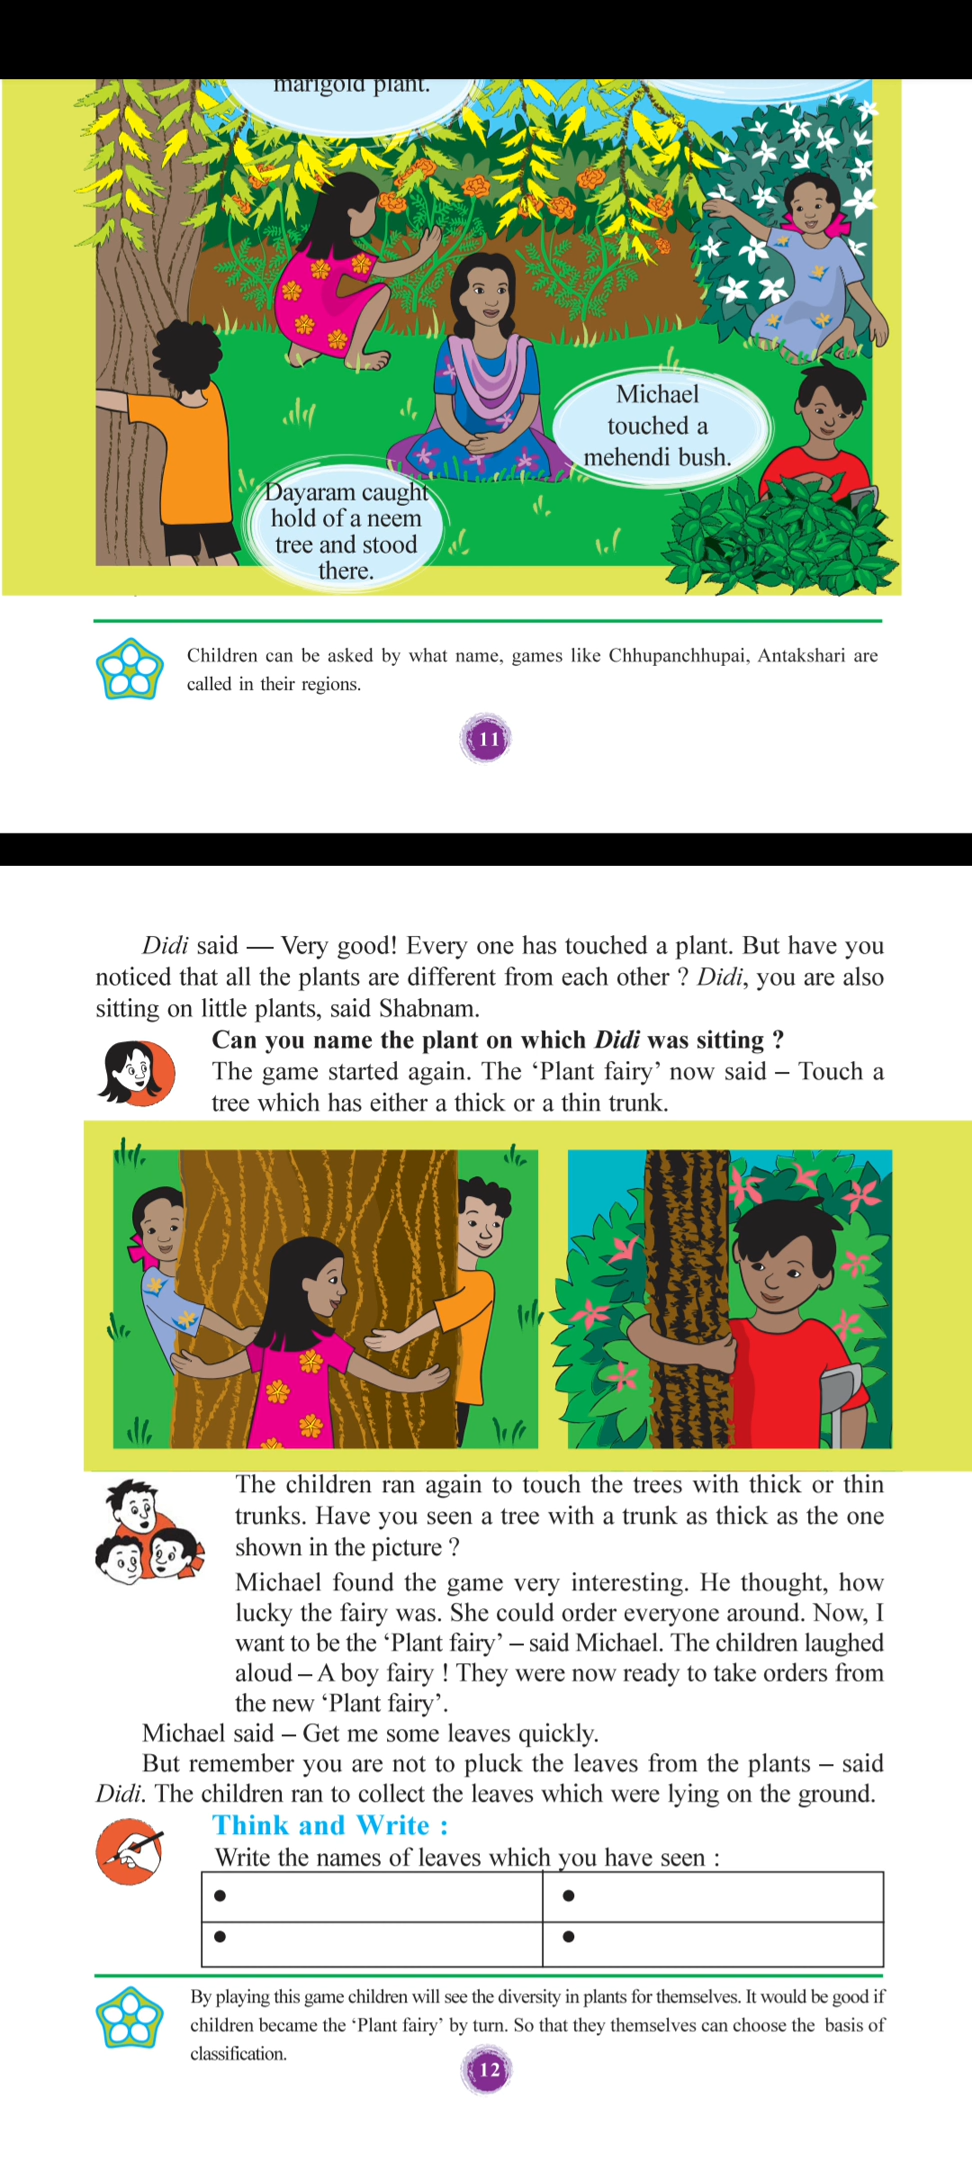 marigold plant.
Michael
touched a
mehendi bush.
Dayaram caught
hold of a neem
tree and stood
there.
Children can be asked by what name, games like Chhupanchhupai, Antakshari are
called in their regions.
11
Didi said — Very good! Every one has touched a plant. But have you
noticed that all the plants are different from each other ? Didi, you are also
sitting on little plants, said Shabnam.
Can you name the plant on which Didi was sitting ?
The game started again. The ‘Plant fairy’ now said – Touch a
tree which has either a thick or a thin trunk.
The children ran again to touch the trees with thick or thin
trunks. Have you seen a tree with a trunk as thick as the one
shown in the picture ?
Michael found the game very interesting. He thought, how
lucky the fairy was. She could order everyone around. Now, I
want to be the ‘Plant fairy’ – said Michael. The children laughed
aloud – A boy fairy ! They were now ready to take orders from
the new ‘Plant fairy’.
Michael said – Get me some leaves quickly.
But remember you are not to pluck the leaves from the plants – said
Didi. The children ran to collect the leaves which were lying on the ground.
Think and Write :
Write the names of leaves which you have seen :
By playing this game children will see the diversity in plants for themselves. It would be good if
children became the ‘Plant fairy’ by turn. So that they themselves can choose the basis of
classification.
12